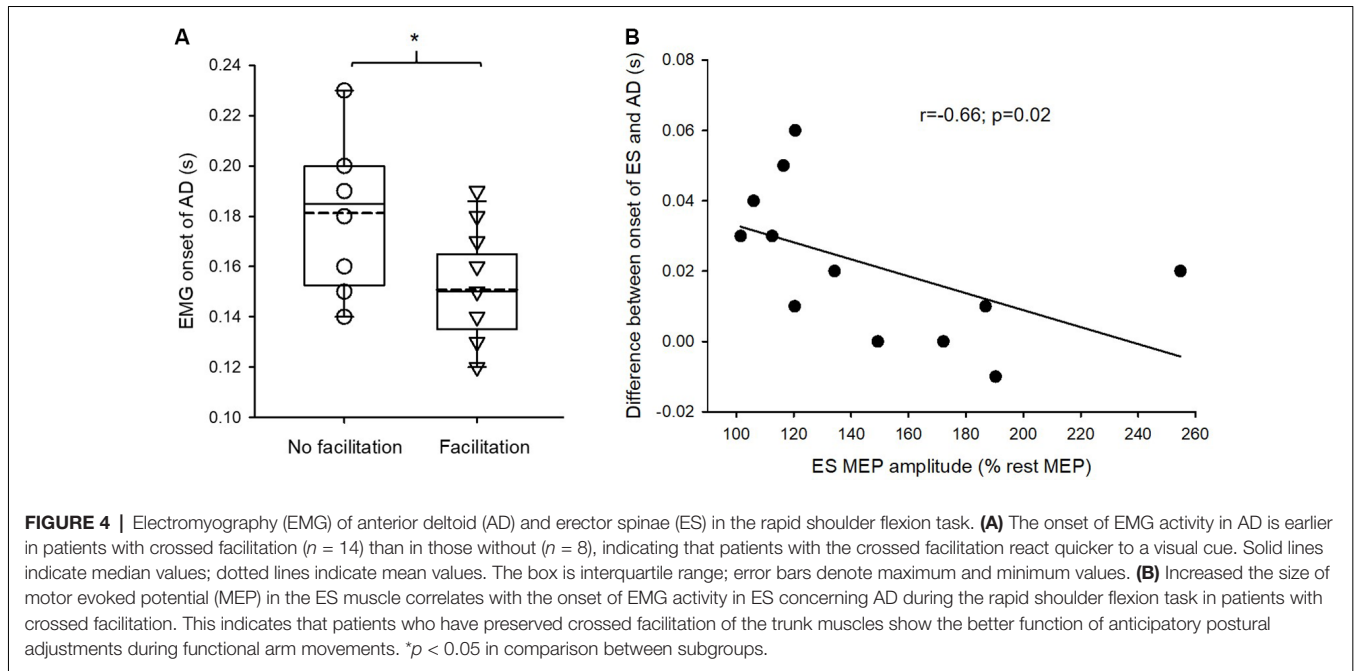 A
*
0.24
0.22
0.20
0.18
0.16
0.14
0.12
0.10
EMG onset of AD (s)
No facilitation
Facilitation
B
0.08
0.06
0.04
0.02
0.00
-0.02
Difference between onset of ES and AD (s)
r=-0.66; p=0.02
100 120 140 160 180 200 220 240 260
ES MEP amplitude (% rest MEP)
FIGURE 4 | Electromyography (EMG) of anterior deltoid (AD) and erector spinae (ES) in the rapid shoulder flexion task. (A) The onset of EMG activity in AD is earlier
in patients with crossed facilitation (n = 14) than in those without (n = 8), indicating that patients with the crossed facilitation react quicker to a visual cue. Solid lines
indicate median values; dotted lines indicate mean values. The box is interquartile range; error bars denote maximum and minimum values. (B) Increased the size of
motor evoked potential (MEP) in the ES muscle correlates with the onset of EMG activity in ES concerning AD during the rapid shoulder flexion task in patients with
crossed facilitation. This indicates that patients who have preserved crossed facilitation of the trunk muscles show the better function of anticipatory postural
adjustments during functional arm movements. *p < 0.05 in comparison between subgroups.